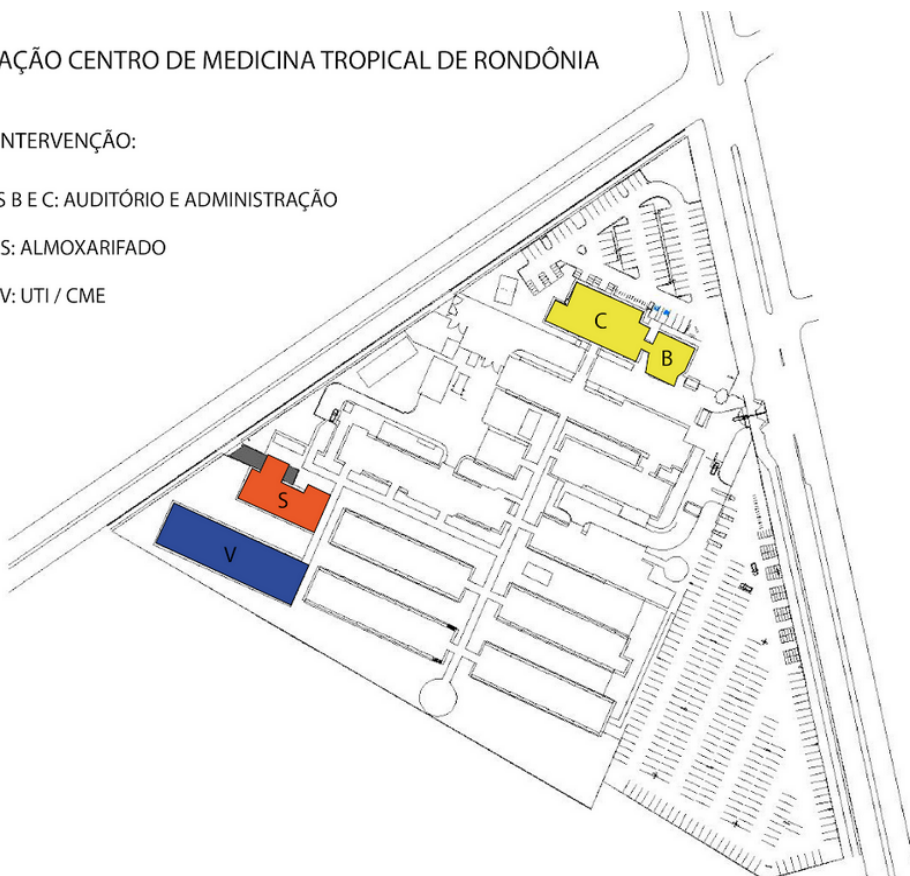 AÇÃO CENTRO DE MEDICINA TROPICAL DE RONDÔNIA
NTERVENÇÃO:
S B E C: AUDITÓRIO E ADMINISTRAÇÃO
S: ALMOXARIFADO
V: UTI / CME
C
B
S
V